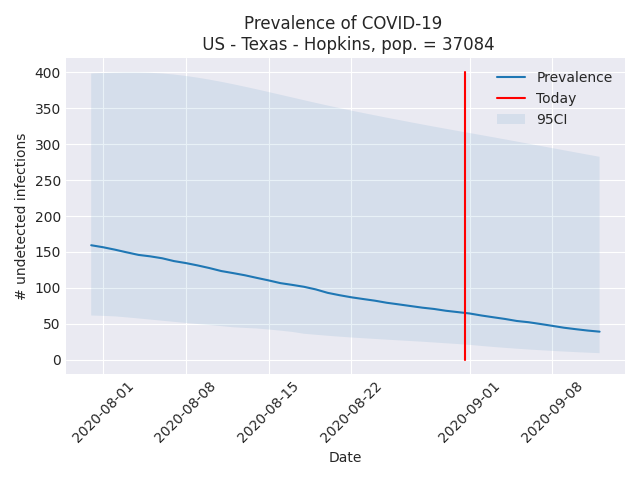 Prevalence of COVID-19
US - Texas - Hopkins, pop. = 37084
400
350
300
250
200
150
100
50
0
# undetected infections
Prevalence
Today
95CI
2020-08-01
2020-08-08
2020-08-15
2020-08-22
2020-09-01
2020-09-08
Date